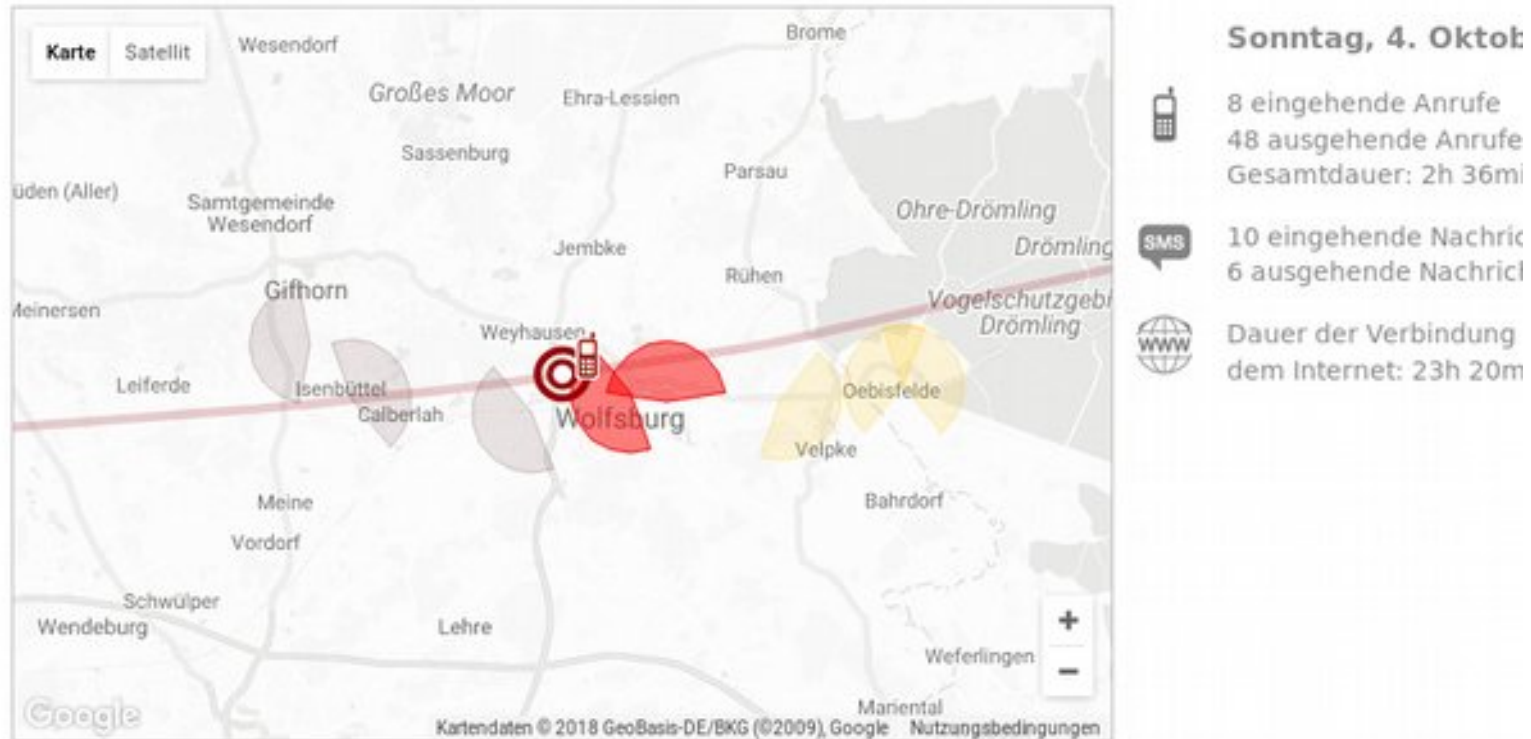 Karte Satellit
Wesendorf
Brome
Großes Moor
Ehra-Lessien
Sassenburg
Parsau
üden (Aller)
Samtgemeinde
Wesendorf
Ohre-Drömling
Jembke
Drömling
Rühen
Gifhorn
Meinersen
Vogelschutzgebi
Drömling
Weyhausen
Leiferde
Isenbüttel
Oebisfelde
Calberlah
Wolfsburg
Velpke
Meine
Bahrdorf
Vordorf
Schwülper
Wendeburg
Lehre
+
Weferlingen
−
Mariental
Google
Kartendaten © 2018 GeoBasis-DE/BKG (©2009), Google Nutzungsbedingungen
Sonntag, 4. Oktob
8 eingehende Anrufe
48 ausgehende Anrufe
Gesamtdauer: 2h 36mi
SMS
10 eingehende Nachric
6 ausgehende Nachrich
WWW
Dauer der Verbindung
dem Internet: 23h 20m